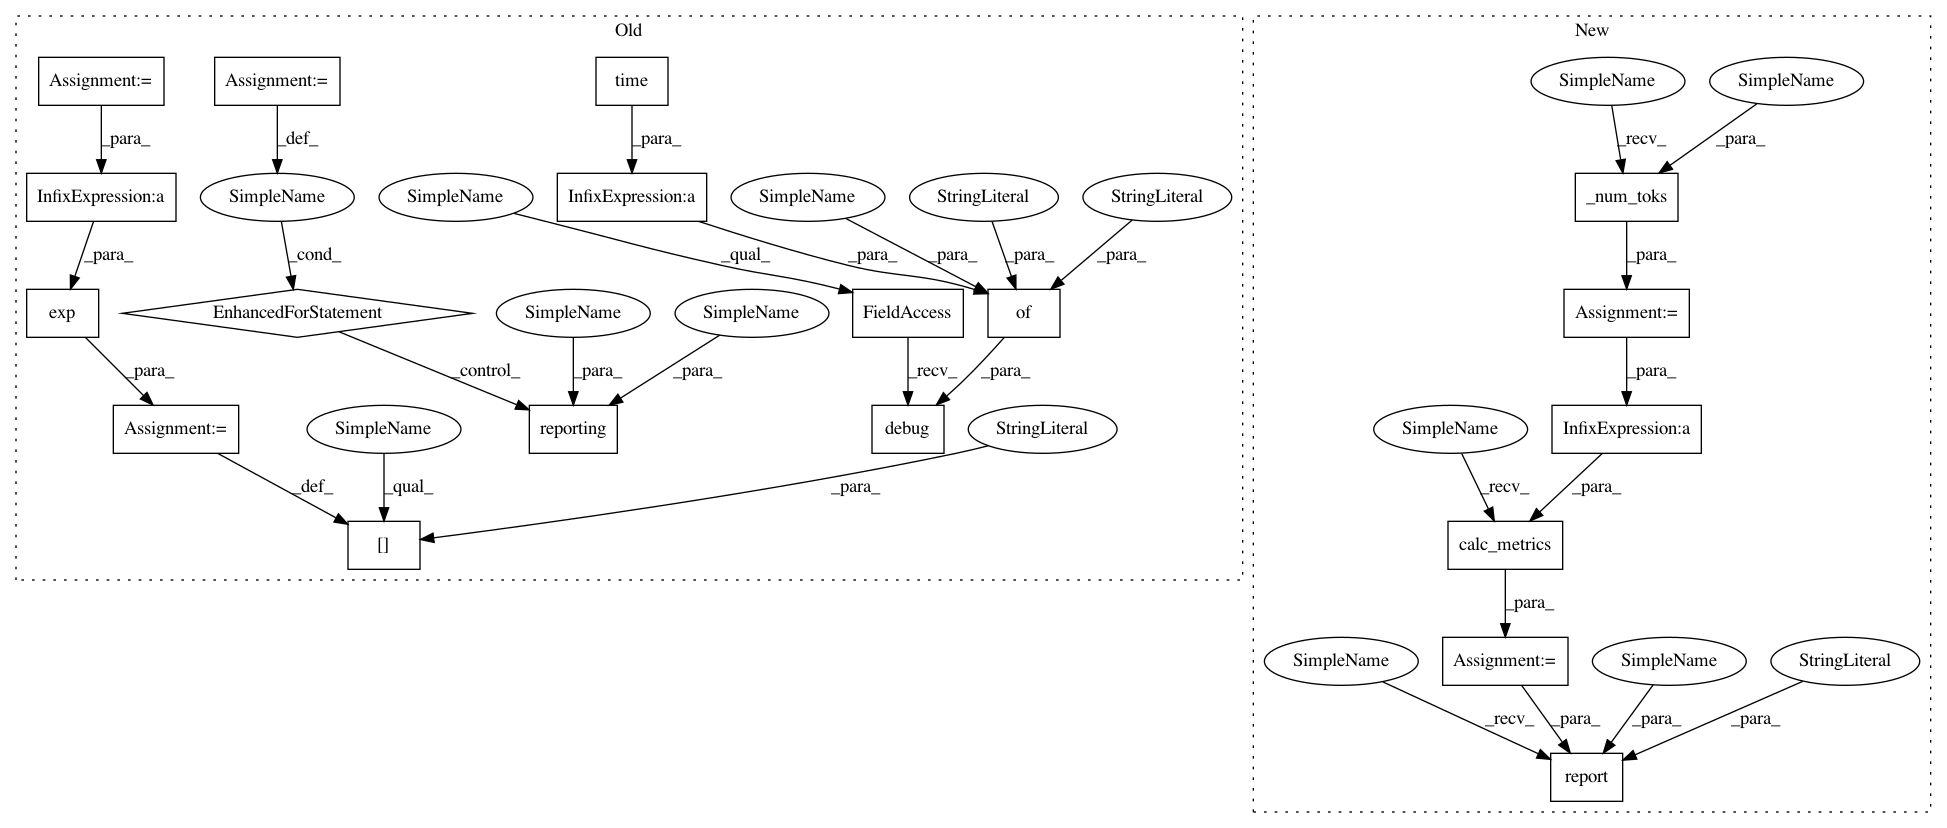 Old
New
Assignment:=
Assignment:=
time
SimpleName
SimpleName
_para_
_def_
_para_
_recv_
_para_
InfixExpression:a
SimpleName
SimpleName
InfixExpression:a
SimpleName
StringLiteral
StringLiteral
_num_toks
_para_
_cond_
_qual_
_para_
_para_
_para_
_para_
_para_
exp
EnhancedForStatement
SimpleName
SimpleName
FieldAccess
of
Assignment:=
_para_
_control_
_para_
_para_
_recv_
_para_
_para_
Assignment:=
SimpleName
reporting
debug
StringLiteral
SimpleName
InfixExpression:a
_def_
_qual_
_para_
_recv_
_para_
[]
calc_metrics
_para_
SimpleName
Assignment:=
SimpleName
StringLiteral
_recv_
_para_
_para_
_para_
report